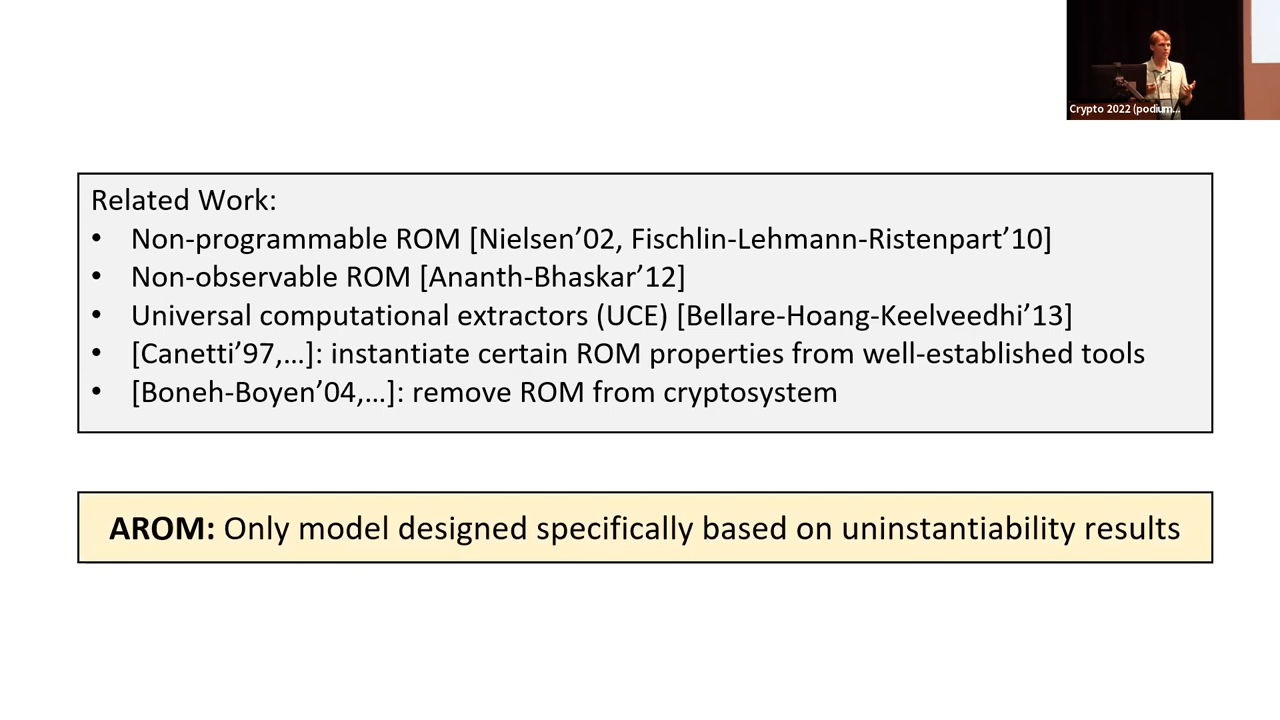 Crypto 2022 (podium...
Related Work:
• Non-programmable ROM [Nielsen’02, Fischlin-Lehmann-Ristenpart’10]
• Non-observable ROM [Ananth-Bhaskar’12]
• Universal computational extractors (UCE) [Bellare-Hoang-Keelveedhi’13]
• [Canetti’97,…]: instantiate certain ROM properties from well-established tools
• [Boneh-Boyen’04,…]: remove ROM from cryptosystem
AROM: Only model designed specifically based on uninstantiability results